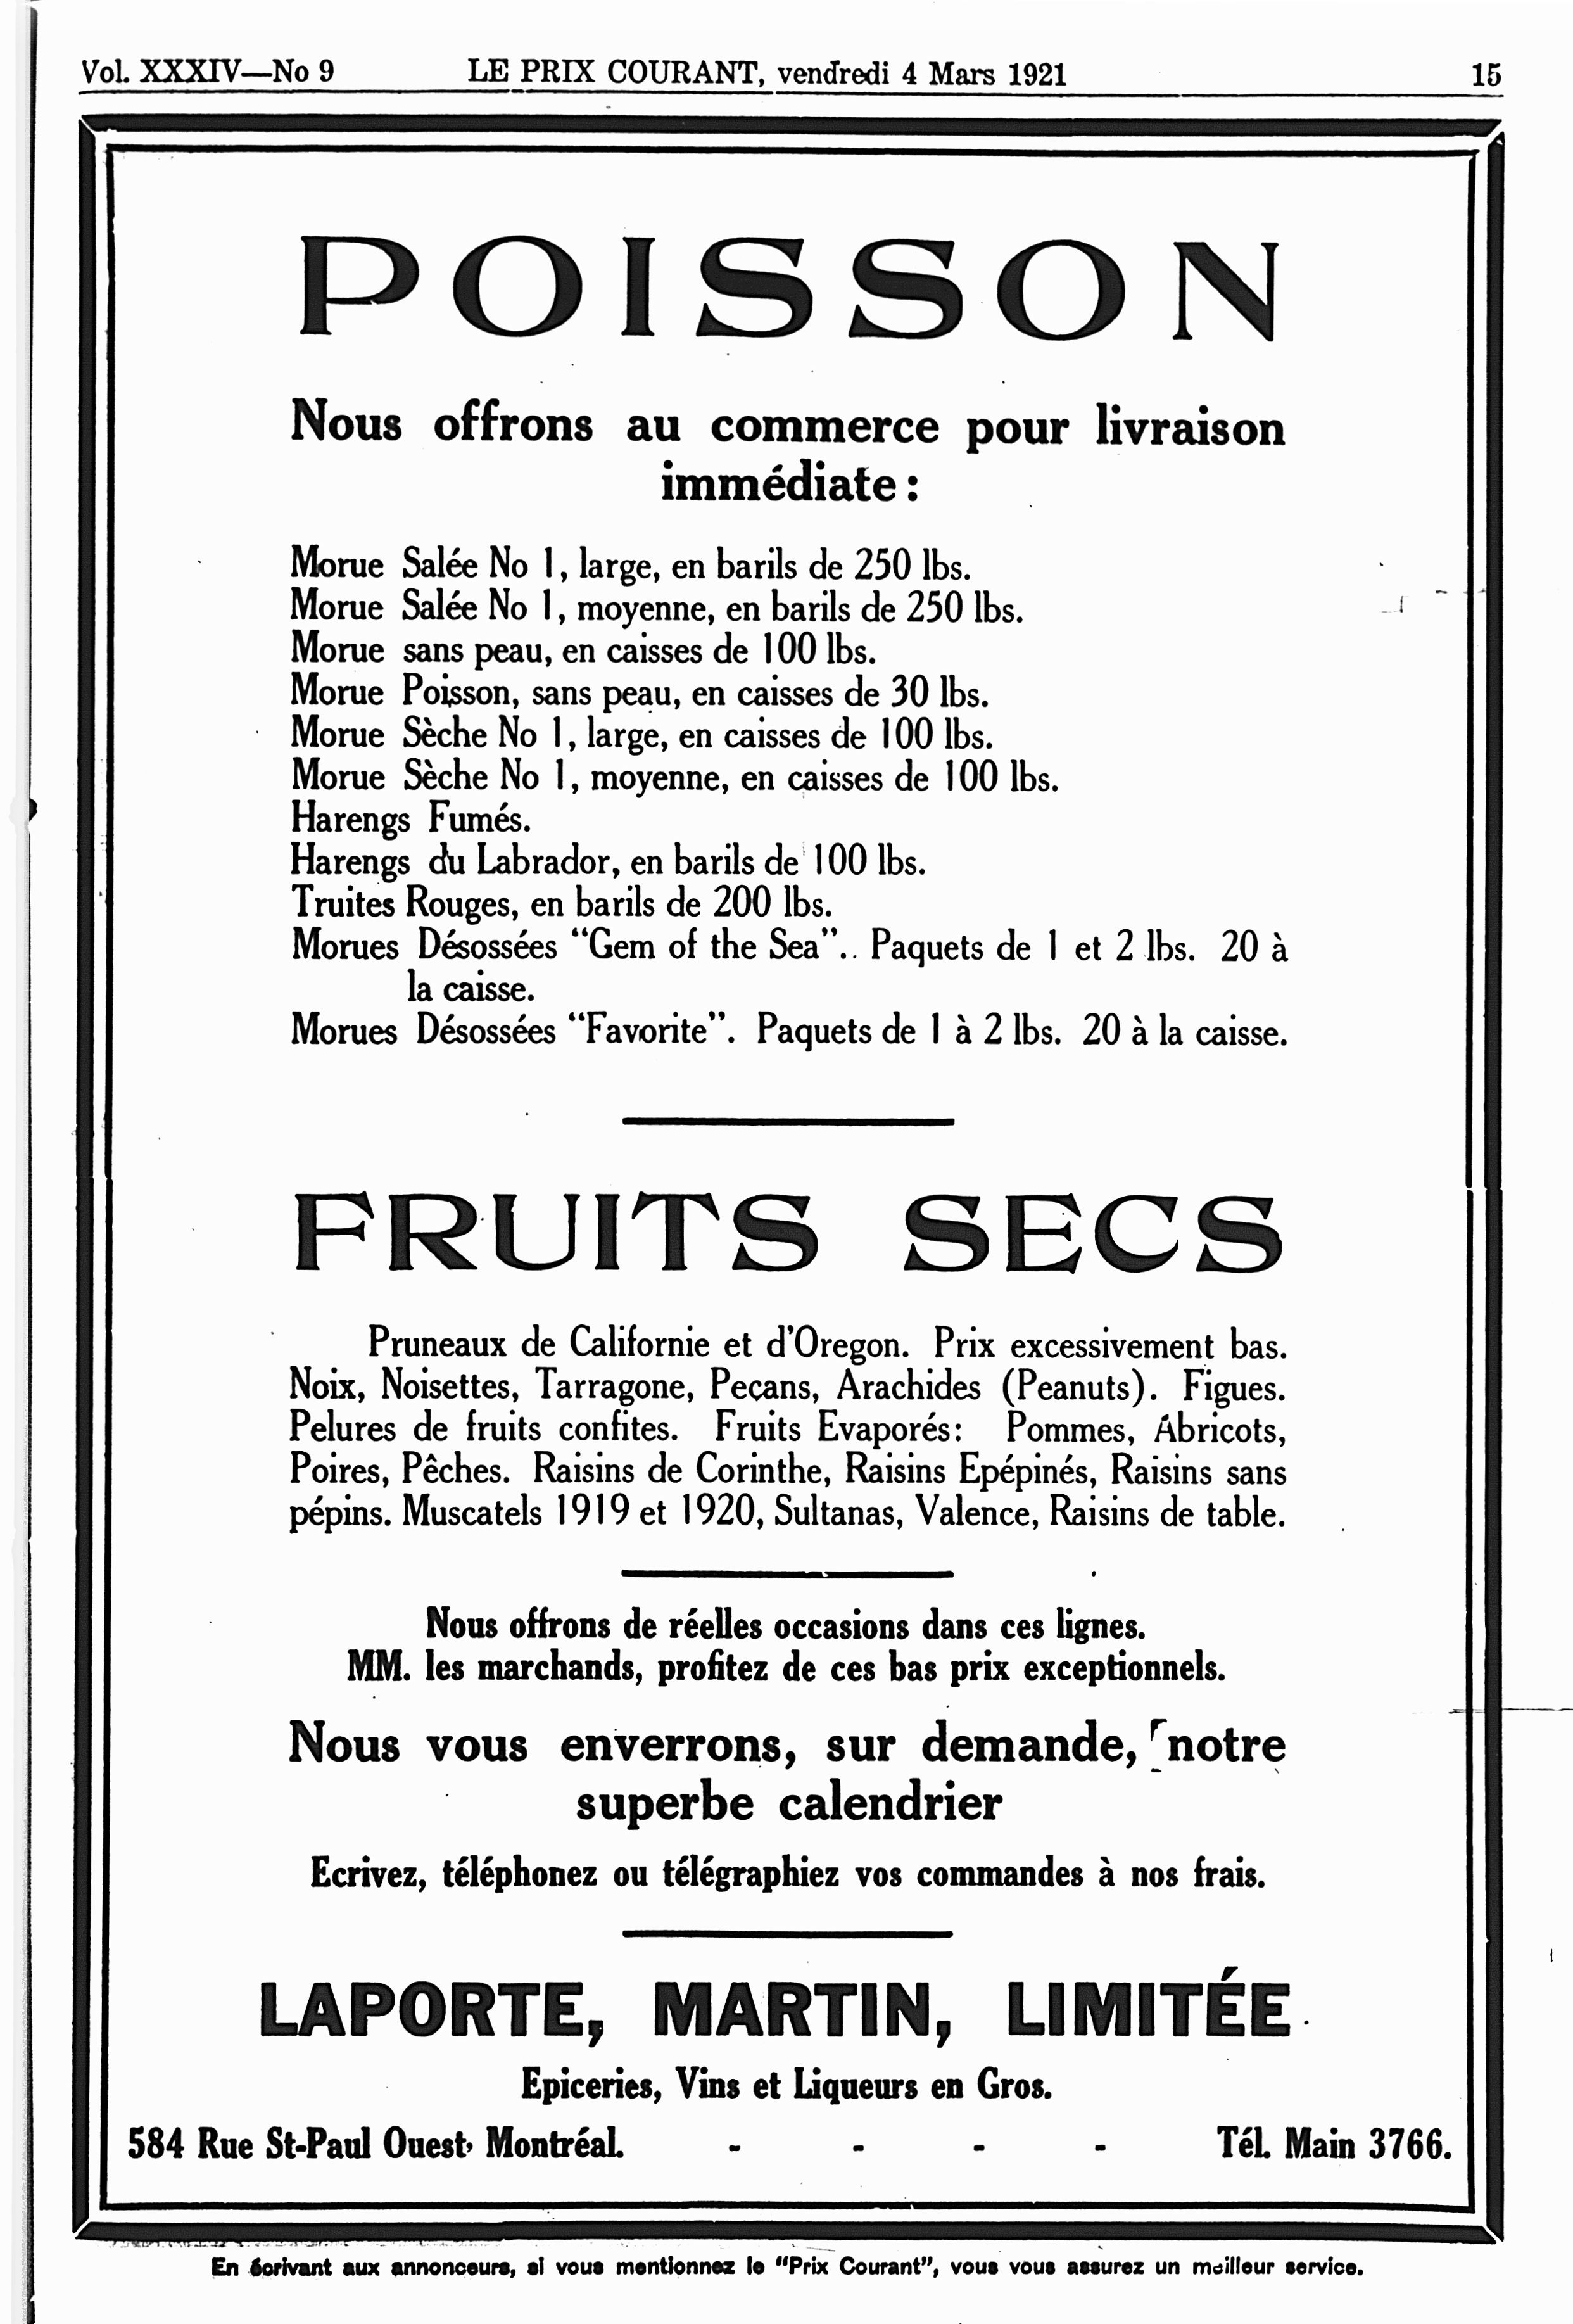 Vol. XXXIV—No 9 LE PRIX COURANT, vendredi 4 Mars 1921 15
POISSON
Nous offrons au commerce pour livraison
immédiate :
Morue Salée No 1, large, en barils de 250 lbs.
Morue Salée No 1, moyenne, en barils de 250 lbs.
Morue sans peau, en caisses de 100 lbs.
Morue Poisson, sans peau, en caisses de 30 lbs.
Morue Sèche No 1, large, en caisses de 100 lbs.
Morue Sèche No 1, moyenne, en caisses de 100 lbs.
Harengs Fumés.
Harengs du Labrador, en barils de 100 lbs.
Truites Rouges, en barils de 200 lbs.
Morues Désossées "Gem of the Sea".. Paquets de 1 et 2 lbs. 20 à
la caisse.
Morues Désossées "Favorite". Paquets de 1 à 2 lbs. 20 à la caisse.
FRUITS SECS
Pruneaux de Californie et d'Oregon. Prix excessivement bas.
Noix, Noisettes, Tarragone, Peçans, Arachides (Peanuts). Figues.
Pelures de fruits confites. Fruits Evaporés: Pommes, Abricots,
Poires, Pêches. Raisins de Corinthe, Raisins Epépinés, Raisins sans
pépins. Muscatels 1919 et 1920, Sultanas, Valence, Raisins de table.
Nous offrons de réelles occasions dans ces lignes.
MM. les marchands, profitez de ces bas prix exceptionnels.
Nous vous enverrons, sur demande, notre
superbe calendrier
Ecrivez, téléphonez ou télégraphiez vos commandes à nos frais.
LAPORTE, MARTIN, LIMITÉE
Epiceries, Vins et Liqueurs en Gros.
584 Rue St-Paul Ouest, Montréal. - - - - Tél. Main 3766.
En écrivant aux annonceurs, si vous mentionnez le "Prix Courant", vous vous assurez un meilleur service.